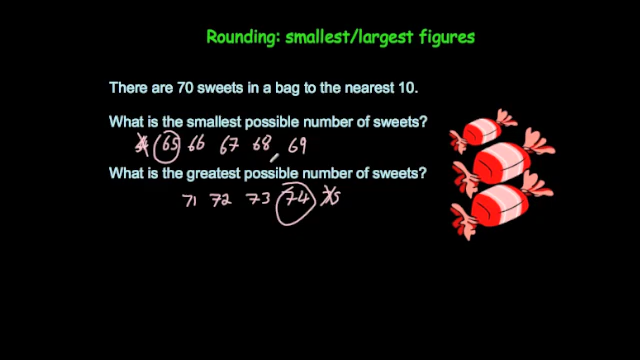 Rounding: smallest/largest figures
There are 70 sweets in a bag to the nearest 10.
What is the smallest possible number of sweets?
65 66 67 68, 69
What is the greatest possible number of sweets?
71 72 73 74 75